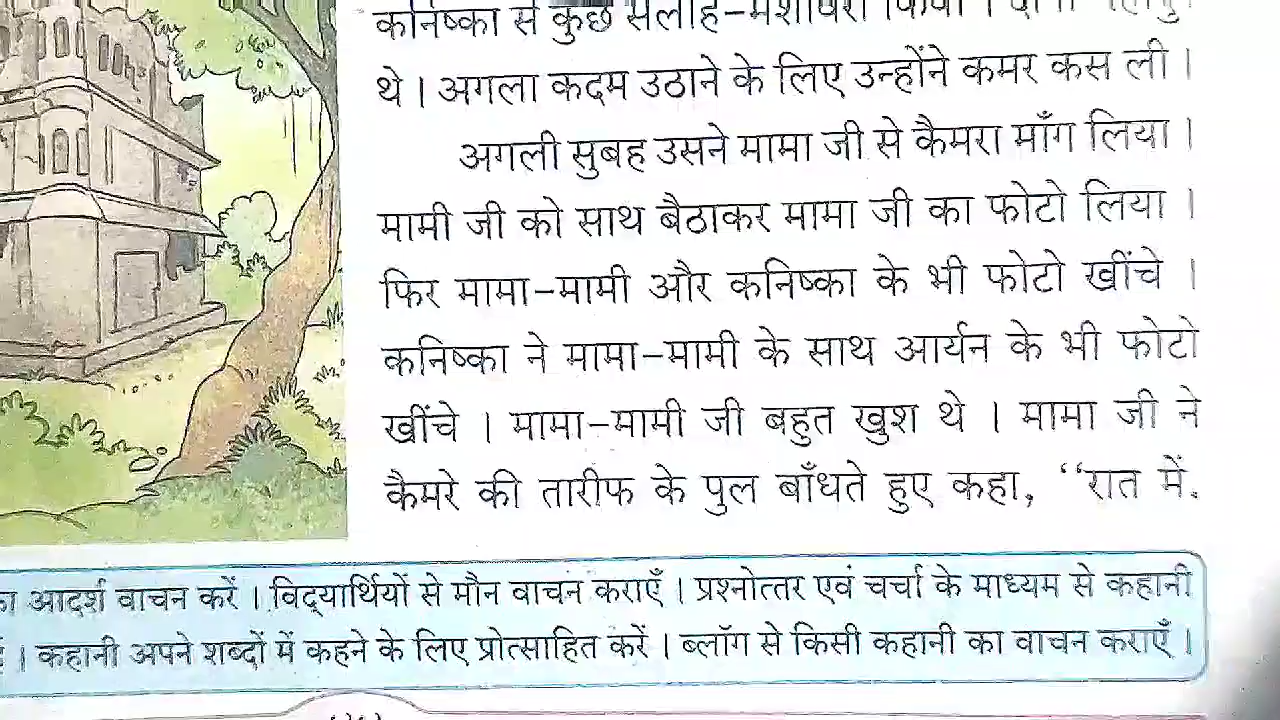 कनिष्का से कुछ सलाह-मशविरा किया ।
थे । अगला कदम उठाने के लिए उन्होंने कमर कस ली ।
अगली सुबह उसने मामा जी से कैमरा माँग लिया ।
मामी जी को साथ बैठाकर मामा जी का फोटो लिया ।
फिर मामा-मामी और कनिष्का के भी फोटो खींचे ।
कनिष्का ने मामा-मामी के साथ आर्यन के भी फोटो
खींचे । मामा-मामी जी बहुत खुश थे । मामा जी ने
कैमरे की तारीफ के पुल बाँधते हुए कहा, ‘‘रात में
आदर्श वाचन करें । विद्‌यार्थियों से मौन वाचन कराएँ । प्रश्नोत्तर एवं चर्चा के माध्यम से कहानी
। कहानी अपने शब्दों में कहने के लिए प्रोत्साहित करें । ब्लॉग से किसी कहानी का वाचन कराएँ ।